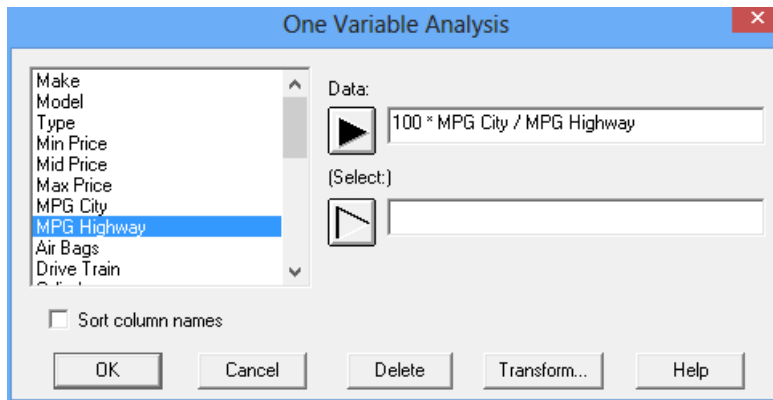 One Variable Analysis
Make
Model
Type
Min Price
Mid Price
Max Price
MPG City
MPG Highway
Air Bags
Drive Train
Data:
100 * MPG City / MPG Highway
(Select:)
Sort column names
OK
Cancel
Delete
Transform...
Help